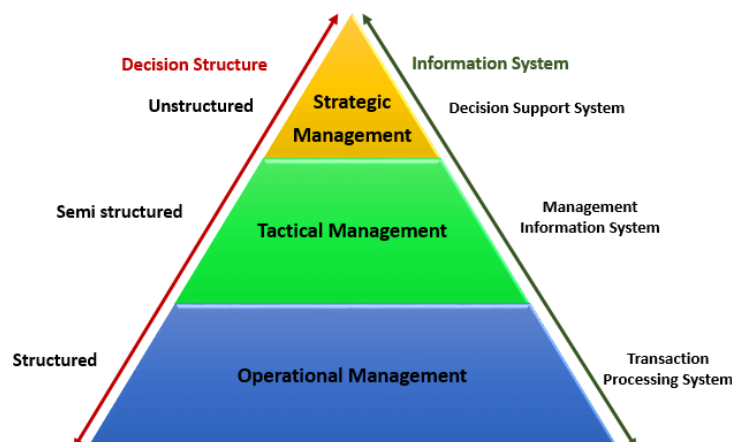 Decision Structure
Information System
Unstructured
Strategic
Management
Decision Support System
Semi structured
Tactical Management
Management
Information System
Structured
Operational Management
Transaction
Processing System